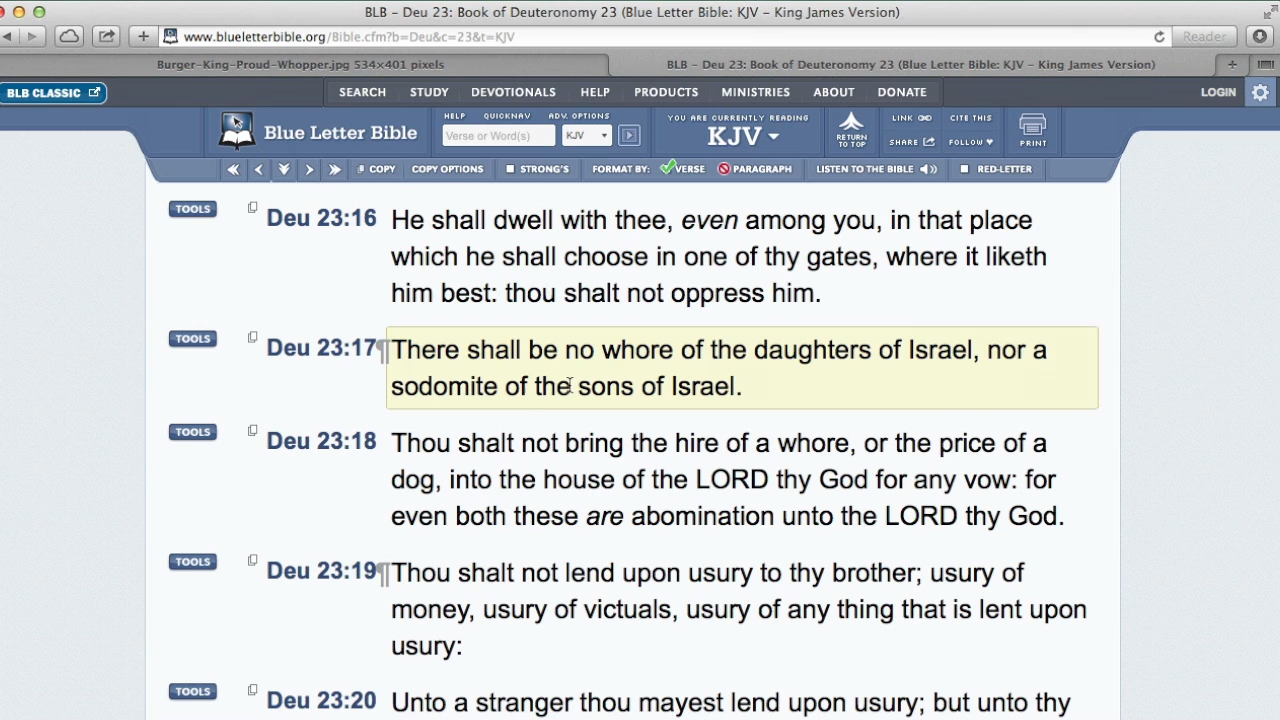 BLB – Deu 23: Book of Deuteronomy 23 (Blue Letter Bible: KJV – King James Version)
www.blueletterbible.org/Bible.cfm?b=Deu&c=23&t=KJV
Reader
Burger-King-Proud-Whopper.jpg 534×401 pixels
BLB – Deu 23: Book of Deuteronomy 23 (Blue Letter Bible: KJV – King James Version)
BLB CLASSIC
SEARCH STUDY DEVOTIONALS HELP PRODUCTS MINISTRIES ABOUT DONATE
LOGIN
Blue Letter Bible
HELP QUICKNAV ADV. OPTIONS
Verse or Word(s)
KJV
YOU ARE CURRENTLY READING
KJV
RETURN
TO TOP
LINK
CITE THIS
SHARE
FOLLOW
PRINT
COPY COPY OPTIONS STRONG'S FORMAT BY: VERSE PARAGRAPH LISTEN TO THE BIBLE RED-LETTER
TOOLS Deu 23:16 He shall dwell with thee, even among you, in that place
which he shall choose in one of thy gates, where it liketh
him best: thou shalt not oppress him.
TOOLS Deu 23:17 ¶There shall be no whore of the daughters of Israel, nor a
sodomite of the sons of Israel.
TOOLS Deu 23:18 Thou shalt not bring the hire of a whore, or the price of a
dog, into the house of the LORD thy God for any vow: for
even both these are abomination unto the LORD thy God.
TOOLS Deu 23:19 ¶Thou shalt not lend upon usury to thy brother; usury of
money, usury of victuals, usury of any thing that is lent upon
usury:
TOOLS Deu 23:20 Unto a stranger thou mayest lend upon usury; but unto thy